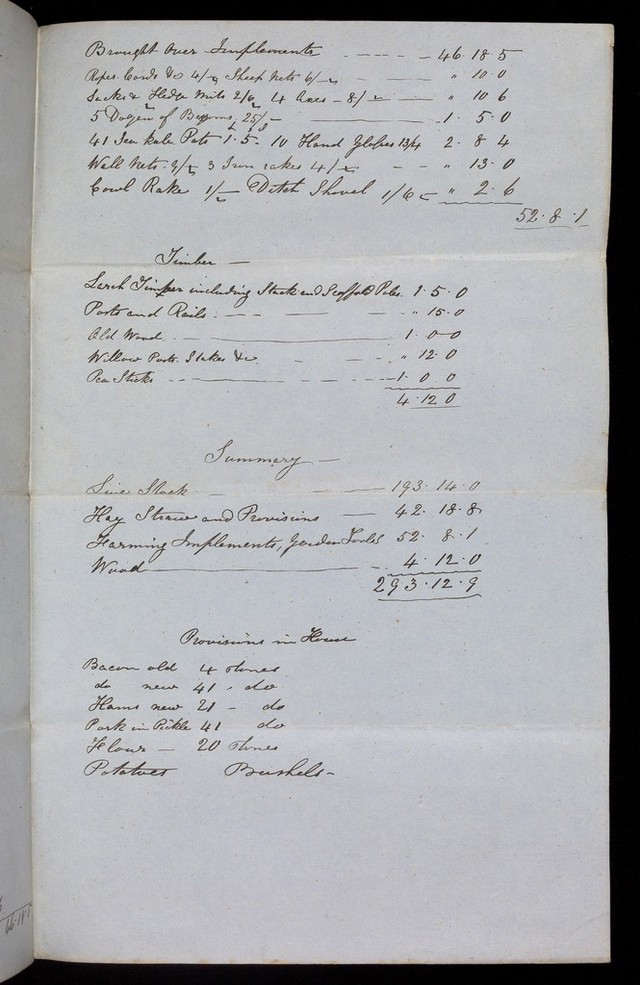 Brought Over Implements — 46 . 18 . 5
Ropes Cords &c 4/- Sheep Nets 6/- — " 10 . 0
Sacks & Hedge Mits 2/6 4 Axes - 8/- — " 10 6
5 Dozen of Besoms, 25/- — 1 . 5 . 0
41 Sea kale Pots 1 . 5 . 10 Hand Glasses 13/4 2 . 8 4
Wall Nets 9/- 3 Iron rakes 4/- — " 13 . 0
Cowl Rake 1/- Ditch Shovel 1/6 — " 2 . 6
52 . 8 . 1
Timber —
Larch Timber including Stack and Scaffold Poles 1 . 5 . 0
Posts and Rails — " 15 . 0
Old Wood — 1 . 0 0
Willow Posts Stakes &c — " 12 . 0
Pea Sticks — 1 . 0 0
4 . 12 0
Summary —
Live Stock — 193 . 14 . 0
Hay Straw and Provisions — 42 . 18 . 8
Farming Implements, Garden Tools 52 . 8 . 1
Wood — 4 . 12 . 0
293 . 12 . 9
Provisions in House
Bacon old 4 stones
do new 41 . do
Hams new 21 - do
Pork in Pickle 41 do
Flour — 20 stones
Potatoes Bushels -